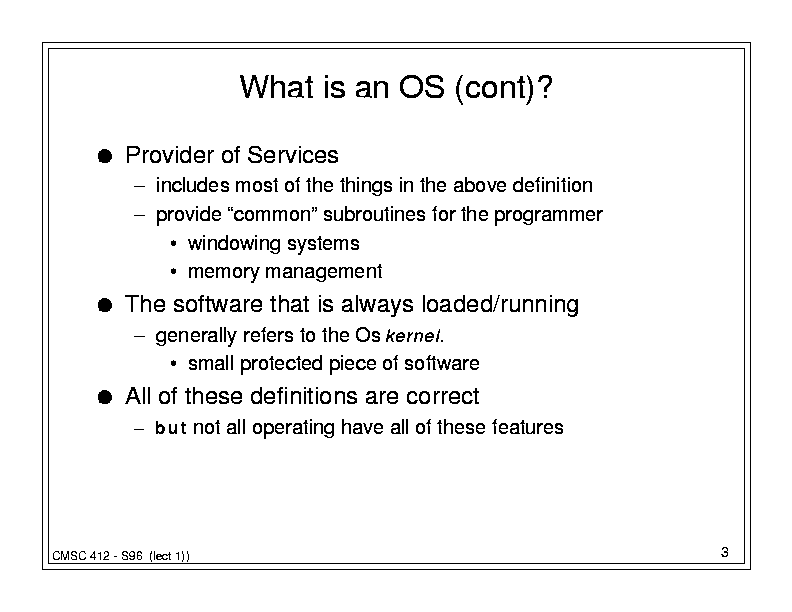 What is an OS (cont)?
● Provider of Services
– includes most of the things in the above definition
– provide “common” subroutines for the programmer
• windowing systems
• memory management
● The software that is always loaded/running
– generally refers to the Os kernel.
• small protected piece of software
● All of these definitions are correct
– but not all operating have all of these features
CMSC 412 - S96 (lect 1))
3